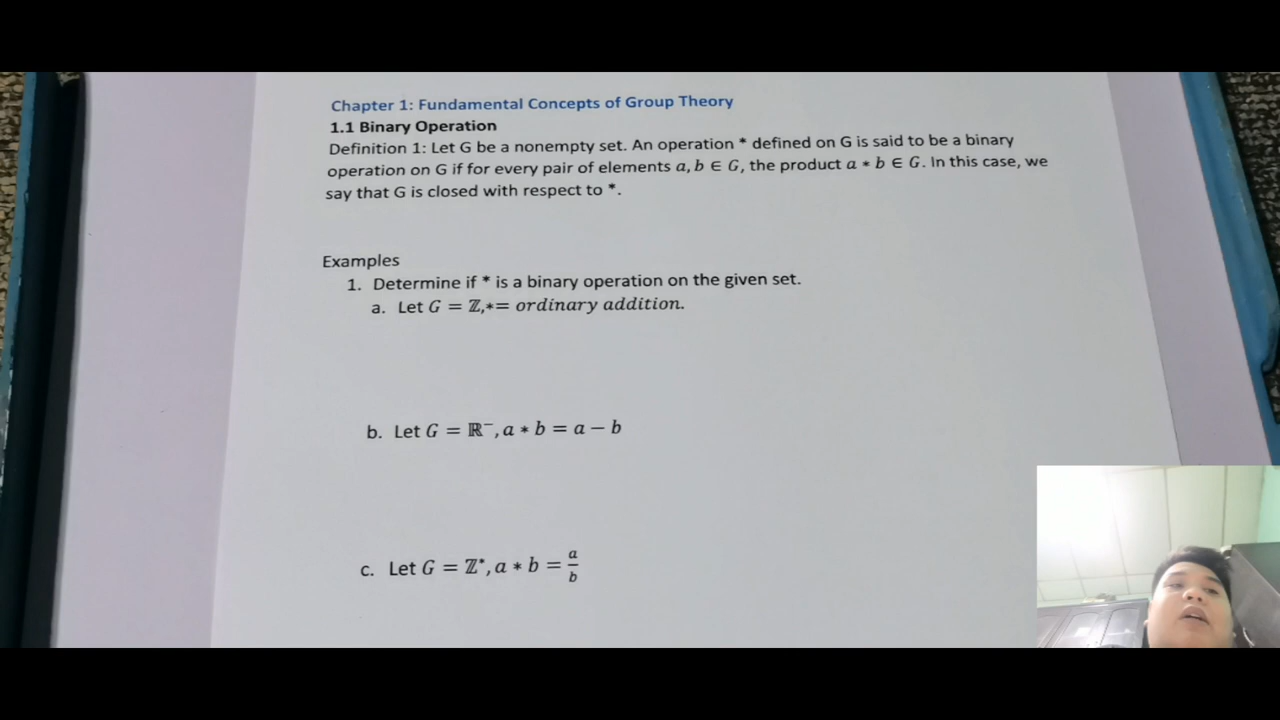 Chapter 1: Fundamental Concepts of Group Theory
1.1 Binary Operation
Definition 1: Let G be a nonempty set. An operation * defined on G is said to be a binary
operation on G if for every pair of elements a, b ∈ G, the product a * b ∈ G. In this case, we
say that G is closed with respect to *.
Examples
1. Determine if * is a binary operation on the given set.
a. Let G = ℤ,*= ordinary addition.
b. Let G = ℝ⁻, a * b = a − b
c. Let G = ℤ*, a * b = a/b